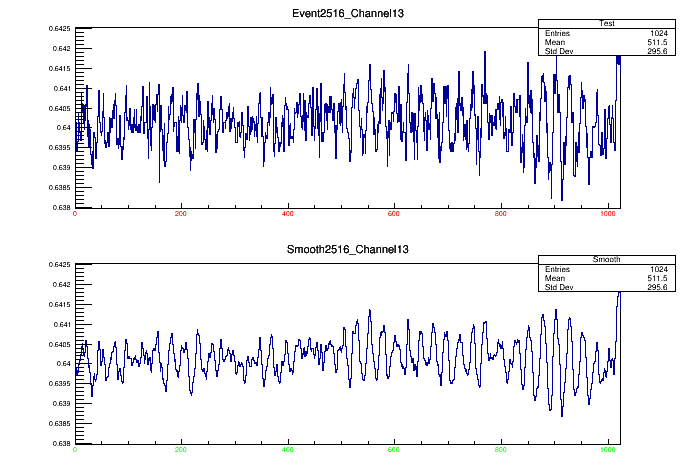 Event2516_Channel13
Test
Entries 1024
Mean 511.5
Std Dev 295.6
0.6425
0.642
0.6415
0.641
0.6405
0.64
0.6395
0.639
0.6385
0.638
0 200 400 600 800 1000
Smooth2516_Channel13
Smooth
Entries 1024
Mean 511.5
Std Dev 295.6
0.6425
0.642
0.6415
0.641
0.6405
0.64
0.6395
0.639
0.6385
0.638
0 200 400 600 800 1000